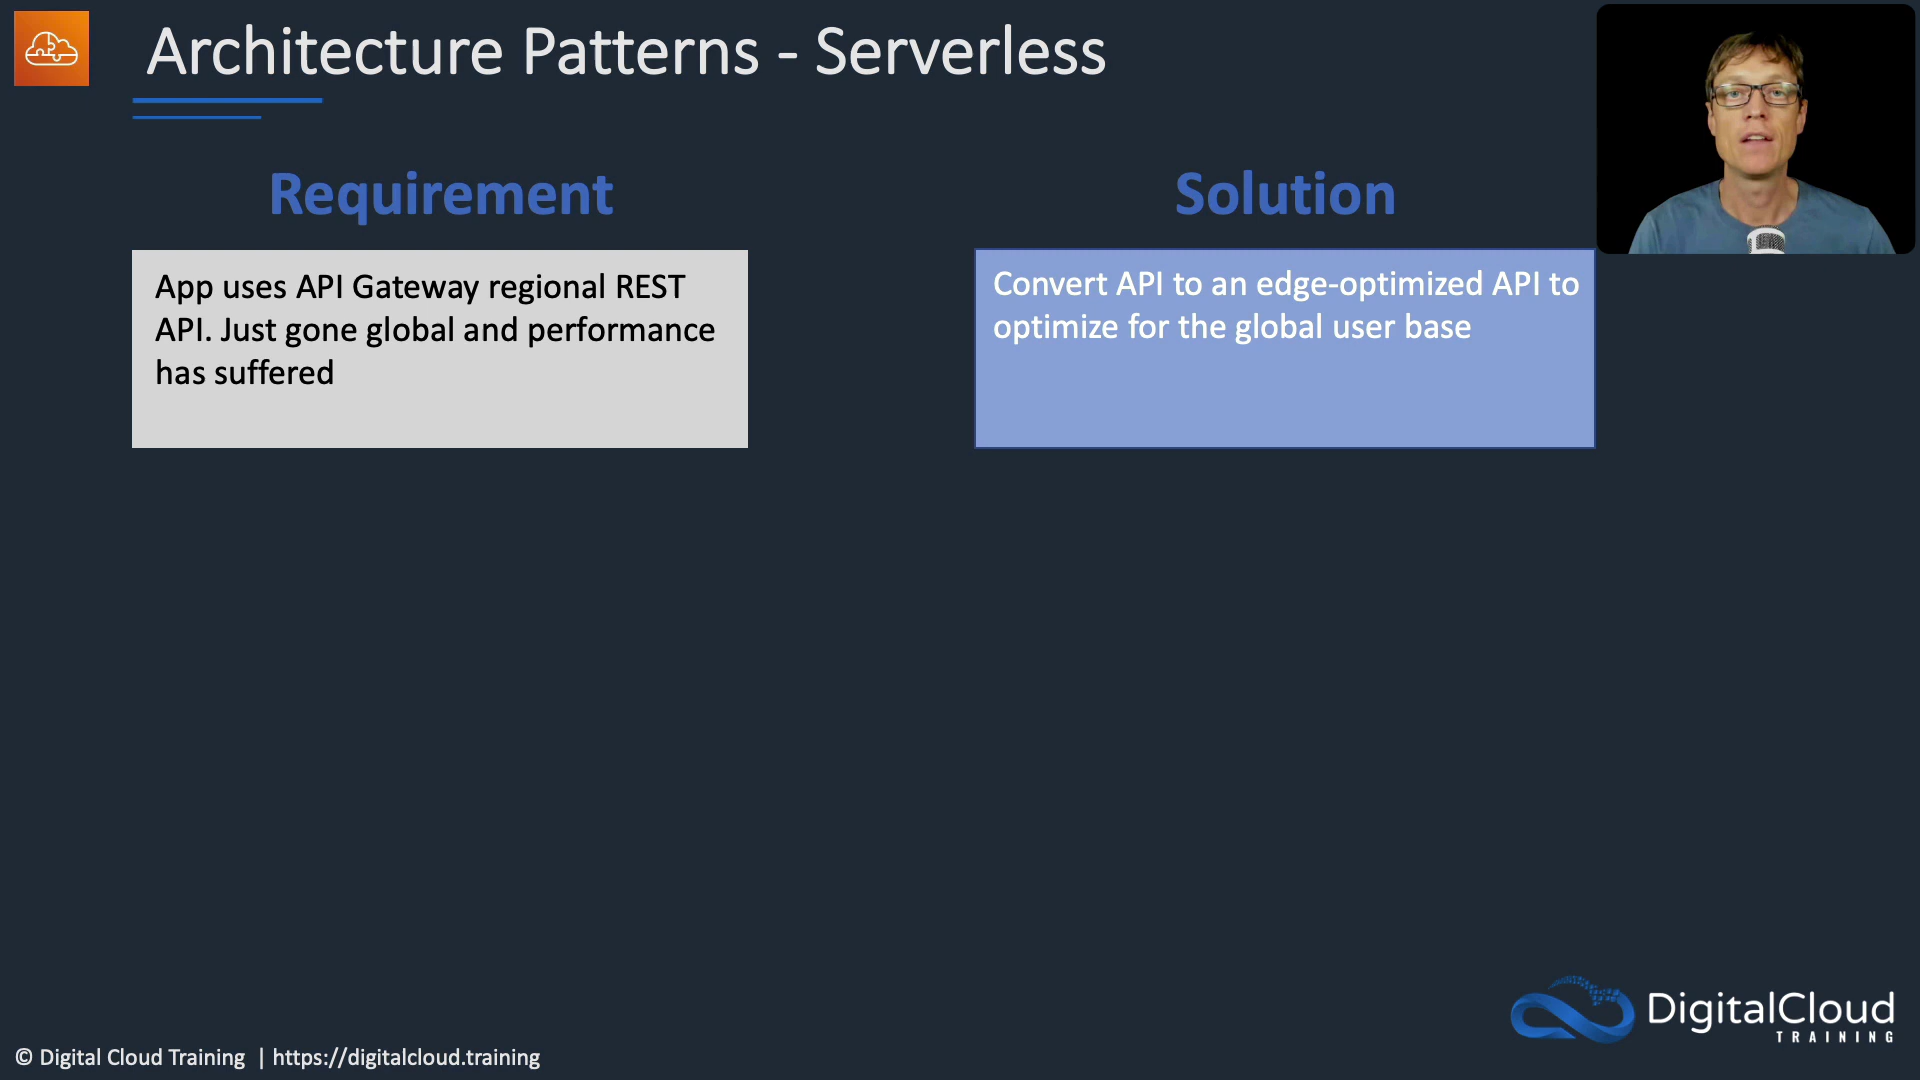 Architecture Patterns - Serverless
Requirement
Solution
App uses API Gateway regional REST
API. Just gone global and performance
has suffered
Convert API to an edge-optimized API to
optimize for the global user base
DigitalCloud
TRAINING
© Digital Cloud Training | https://digitalcloud.training